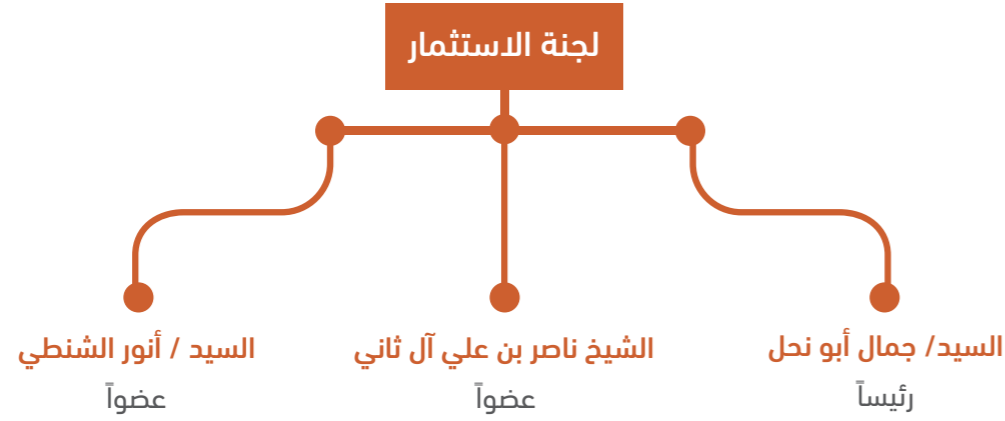 لجنة الاستثمار
السيد/ جمال أبو نحل
رئيساً
الشيخ ناصر بن علي آل ثاني
عضواً
السيد / أنور الشنطي
عضواً